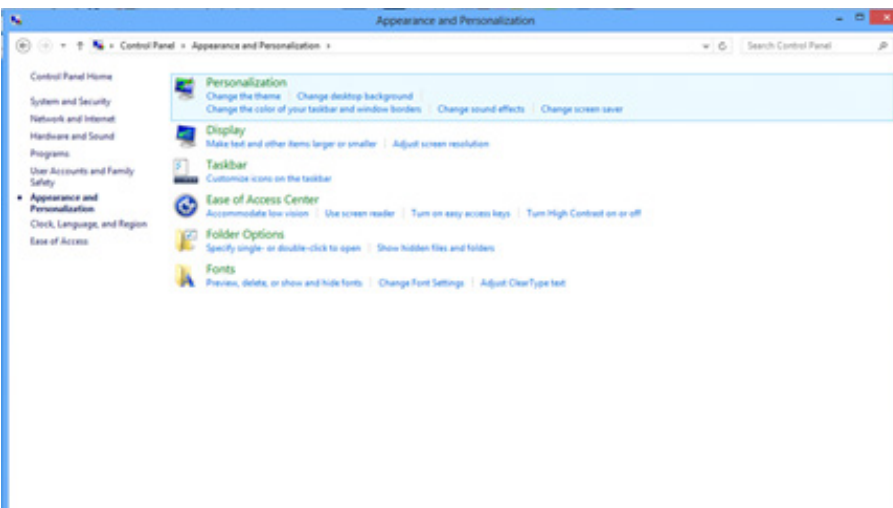 Appearance and Personalization
Control Panel Appearance and Personalization
Search Control Panel
Control Panel Home
System and Security
Network and Internet
Hardware and Sound
Programs
User Accounts and Family
Safety
Appearance and
Personalization
Clock, Language, and Region
Ease of Access
Personalization
Change the theme Change desktop background
Change the color of your taskbar and window borders Change sound effects Change screen saver
Display
Make text and other items larger or smaller Adjust screen resolution
Taskbar
Customize icons on the taskbar
Ease of Access Center
Accommodate low vision Use screen reader Turn on easy access keys Turn High Contrast on or off
Folder Options
Specify single- or double-click to open Show hidden files and folders
Fonts
Preview, delete, or show and hide fonts Change Font Settings Adjust ClearType text